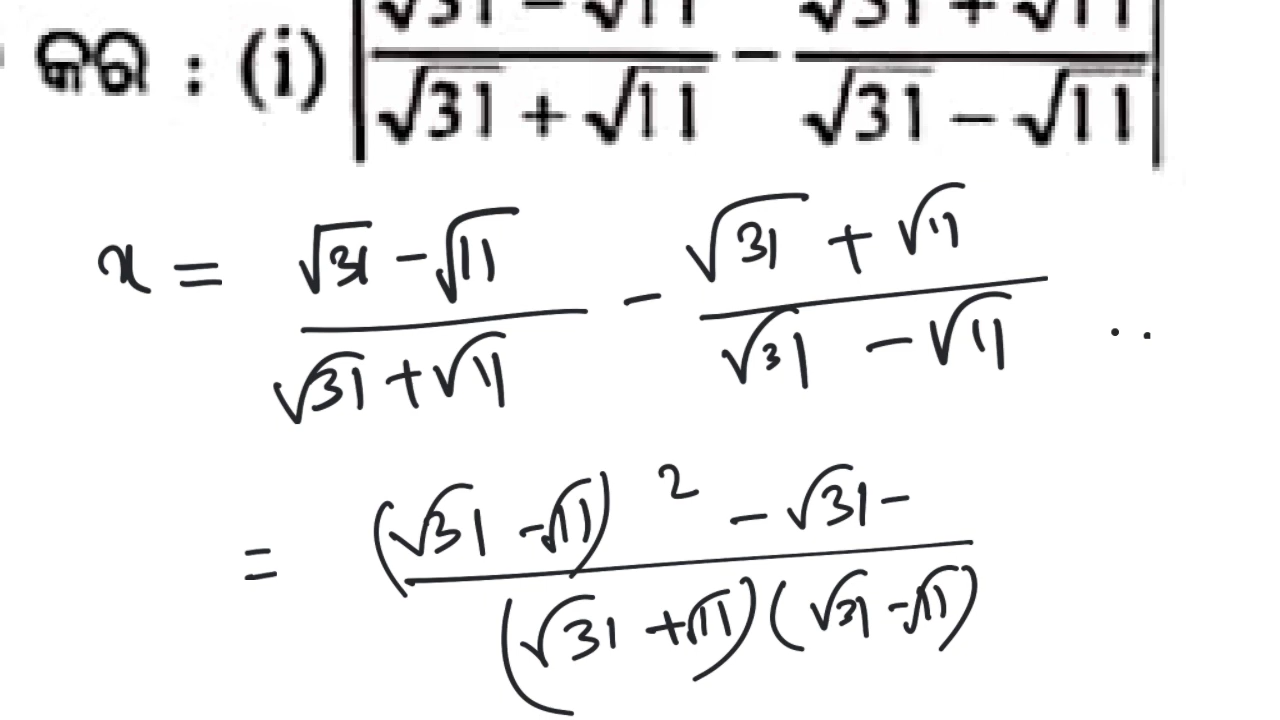 କର : (i) | (√31 − √11)/(√31 + √11) − (√31 + √11)/(√31 − √11) |
x = (√31 − √11)/(√31 + √11) − (√31 + √11)/(√31 − √11) ..
= ((√31 − √11)² − √31 −)/((√31 + √11)(√31 − √11))